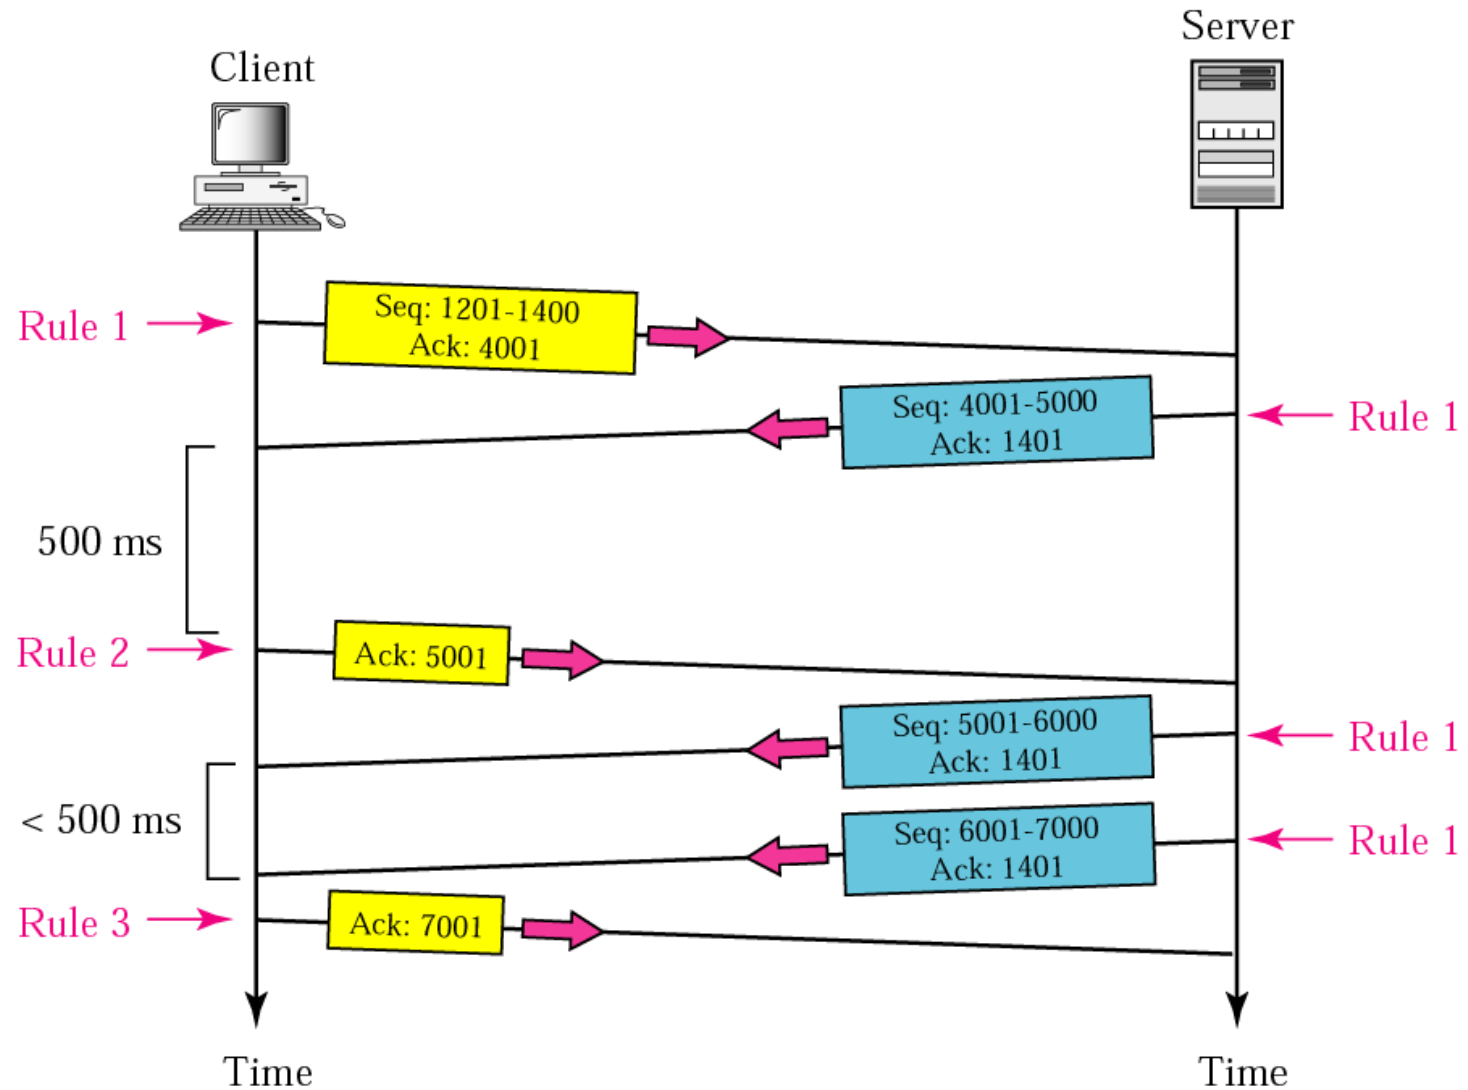 Server
Client
Rule 1
Seq: 1201-1400
Ack: 4001
Seq: 4001-5000
Ack: 1401
Rule 1
500 ms
Rule 2
Ack: 5001
Seq: 5001-6000
Ack: 1401
Rule 1
< 500 ms
Seq: 6001-7000
Ack: 1401
Rule 1
Rule 3
Ack: 7001
Time
Time